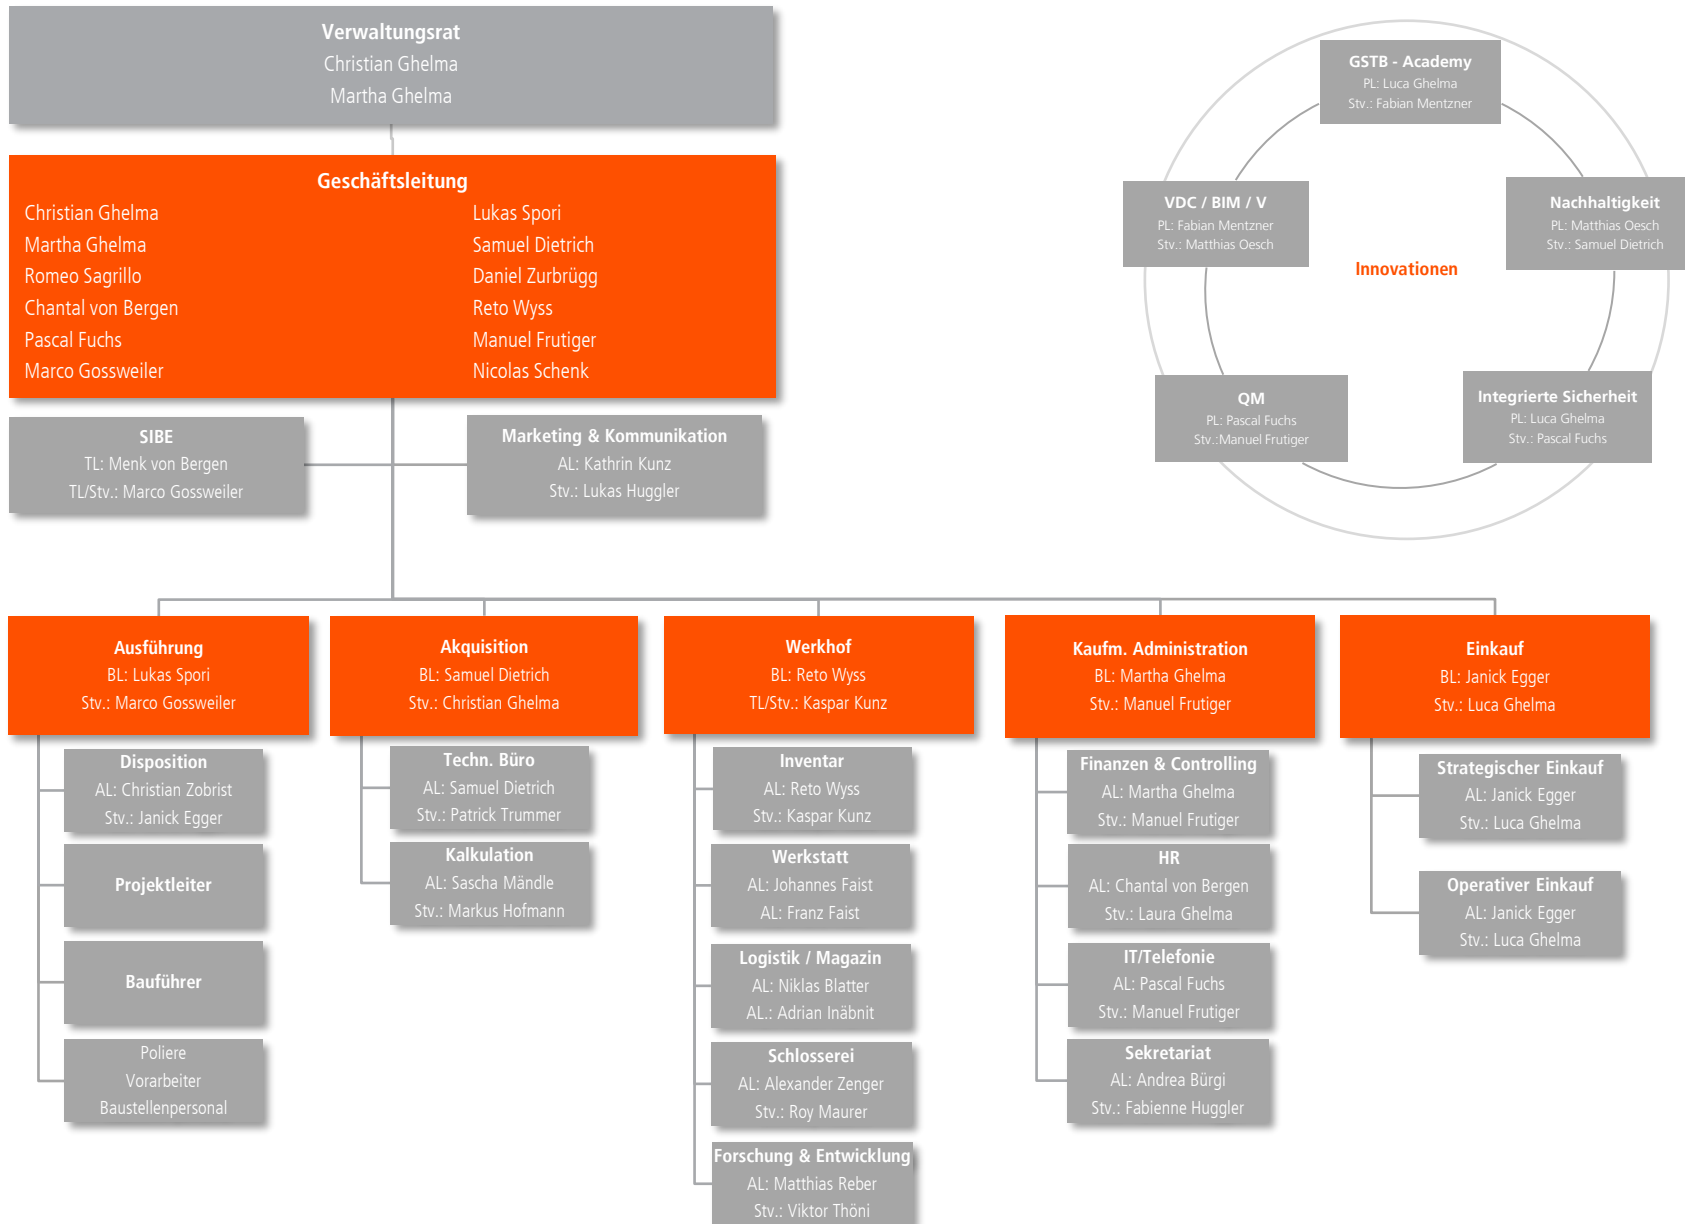 Verwaltungsrat
Christian Ghelma
Martha Ghelma
Geschäftsleitung
Christian Ghelma
Martha Ghelma
Romeo Sagrillo
Chantal von Bergen
Pascal Fuchs
Marco Gossweiler
Lukas Spori
Samuel Dietrich
Daniel Zurbrügg
Reto Wyss
Manuel Frutiger
Nicolas Schenk
SIBE
TL: Menk von Bergen
TL/Stv.: Marco Gossweiler
Marketing & Kommunikation
AL: Kathrin Kunz
Stv.: Lukas Huggler
GSTB - Academy
PL: Luca Ghelma
Stv.: Fabian Mentzner
VDC / BIM / V
PL: Fabian Mentzner
Stv.: Matthias Oesch
Nachhaltigkeit
PL: Matthias Oesch
Stv.: Samuel Dietrich
Innovationen
QM
PL: Pascal Fuchs
Stv.:Manuel Frutiger
Integrierte Sicherheit
PL: Luca Ghelma
Stv.: Pascal Fuchs
Ausführung
BL: Lukas Spori
Stv.: Marco Gossweiler
Disposition
AL: Christian Zobrist
Stv.: Janick Egger
Projektleiter
Bauführer
Poliere
Vorarbeiter
Baustellenpersonal
Akquisition
BL: Samuel Dietrich
Stv.: Christian Ghelma
Techn. Büro
AL: Samuel Dietrich
Stv.: Patrick Trummer
Kalkulation
AL: Sascha Mändle
Stv.: Markus Hofmann
Werkhof
BL: Reto Wyss
TL/Stv.: Kaspar Kunz
Inventar
AL: Reto Wyss
Stv.: Kaspar Kunz
Werkstatt
AL: Johannes Faist
AL: Franz Faist
Logistik / Magazin
AL: Niklas Blatter
AL.: Adrian Inäbnit
Schlosserei
AL: Alexander Zenger
Stv.: Roy Maurer
Forschung & Entwicklung
AL: Matthias Reber
Stv.: Viktor Thöni
Kaufm. Administration
BL: Martha Ghelma
Stv.: Manuel Frutiger
Finanzen & Controlling
AL: Martha Ghelma
Stv.: Manuel Frutiger
HR
AL: Chantal von Bergen
Stv.: Laura Ghelma
IT/Telefonie
AL: Pascal Fuchs
Stv.: Manuel Frutiger
Sekretariat
AL: Andrea Bürgi
Stv.: Fabienne Huggler
Einkauf
BL: Janick Egger
Stv.: Luca Ghelma
Strategischer Einkauf
AL: Janick Egger
Stv.: Luca Ghelma
Operativer Einkauf
AL: Janick Egger
Stv.: Luca Ghelma